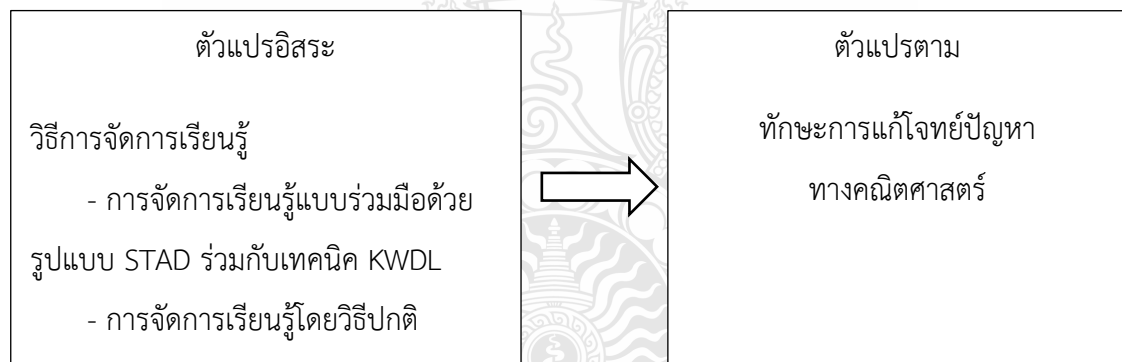 ตัวแปรอิสระ
วิธีการจัดการเรียนรู้
- การจัดการเรียนรู้แบบร่วมมือด้วย
รูปแบบ STAD ร่วมกับเทคนิค KWDL
- การจัดการเรียนรู้โดยวิธีปกติ
ตัวแปรตาม
ทักษะการแก้โจทย์ปัญหา
ทางคณิตศาสตร์